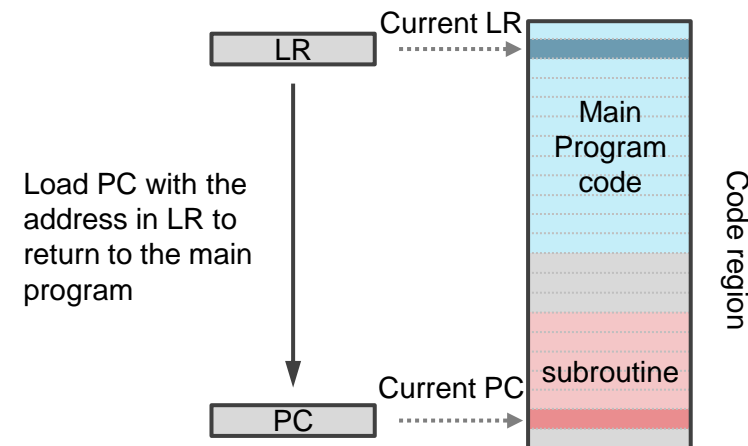 Current LR
LR
Main
Program
code
Load PC with the
address in LR to
return to the main
program
Code region
subroutine
Current PC
PC